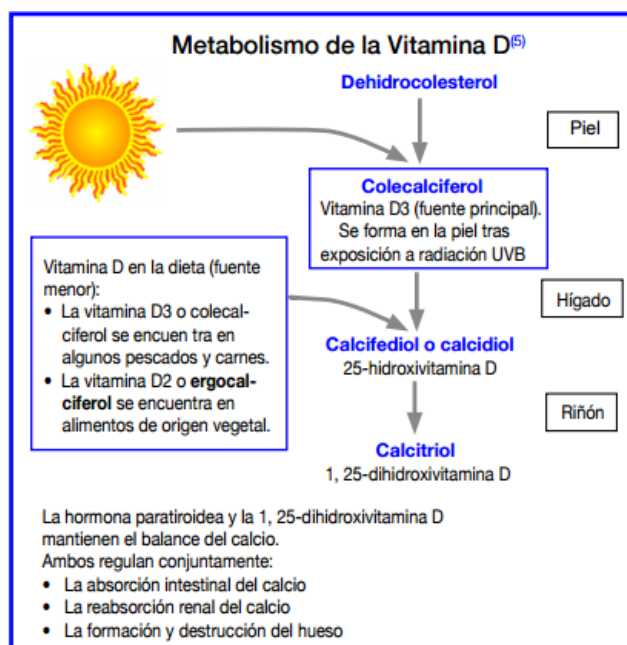 Metabolismo de la Vitamina D(5)
Dehidrocolesterol
Piel
Colecalciferol
Vitamina D3 (fuente principal).
Se forma en la piel tras
exposición a radiación UVB
Vitamina D en la dieta (fuente
menor):
• La vitamina D3 o colecal-
ciferol se encuen tra en
algunos pescados y carnes.
• La vitamina D2 o ergocal-
ciferol se encuentra en
alimentos de origen vegetal.
Hígado
Calcifediol o calcidiol
25-hidroxivitamina D
Riñón
Calcitriol
1, 25-dihidroxivitamina D
La hormona paratiroidea y la 1, 25-dihidroxivitamina D
mantienen el balance del calcio.
Ambos regulan conjuntamente:
• La absorción intestinal del calcio
• La reabsorción renal del calcio
• La formación y destrucción del hueso